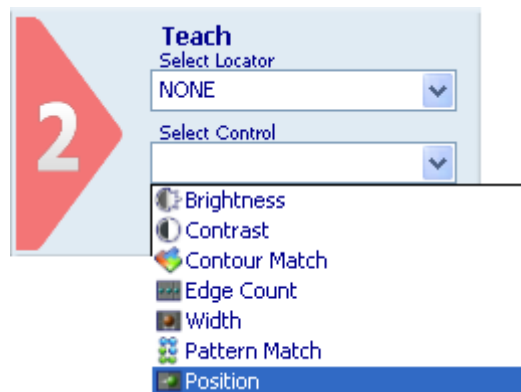 2
Teach
Select Locator
NONE
Select Control
Brightness
Contrast
Contour Match
Edge Count
Width
Pattern Match
Position